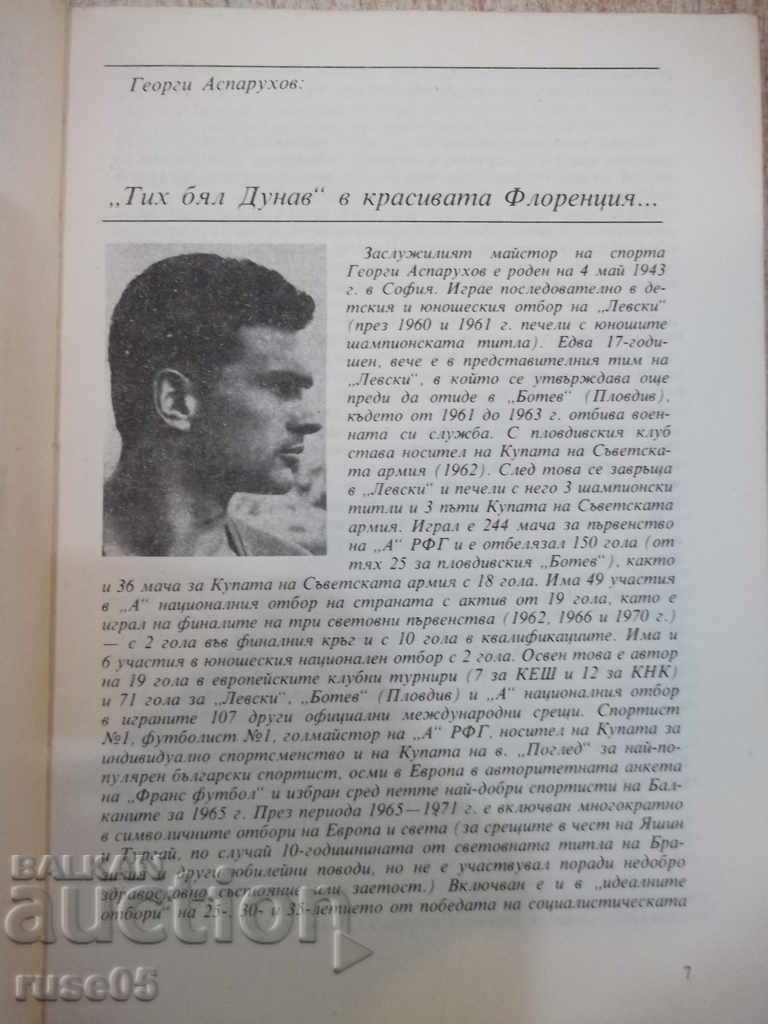 Георги Аспарухов:
„Тих бял Дунав“ в красивата Флоренция...
Заслужилият майстор на спорта
Георги Аспарухов е роден на 4 май 1943
г. в София. Играе последователно в де-
тския и юношеския отбор на „Левски“
(през 1960 и 1961 г. печели с юношите
шампионската титла). Едва 17-годи-
шен, вече е в представителния тим на
„Левски“, в който се утвърждава още
преди да отиде в „Ботев“ (Пловдив),
където от 1961 до 1963 г. отбива воен-
ната си служба. С пловдивския клуб
става носител на Купата на Съветска-
та армия (1962). След това се завръща
в „Левски“ и печели с него 3 шампионски
титли и 3 пъти Купата на Съветската
армия. Играл е 244 мача за първенство
на „А“ РФГ и е отбелязал 150 гола (от
тях 25 за пловдивския „Ботев“), както
и 36 мача за Купата на Съветската армия с 18 гола. Има 49 участия
в „А“ националния отбор на страната с актив от 19 гола, като е
играл на финалите на три световни първенства (1962, 1966 и 1970 г.)
— с 2 гола във финалния кръг и с 10 гола в квалификациите. Има и
6 участия в юношеския национален отбор с 2 гола. Освен това е автор
на 19 гола в европейските клубни турнири (7 за КЕШ и 12 за КНК)
и 71 гола за „Левски“, „Ботев“ (Пловдив) и „А“ националния отбор
в играните 107 други официални международни срещи. Спортист
№1, футболист №1, голмайстор на „А“ РФГ, носител на Купата за
индивидуално спортсменство и на Купата на в. „Поглед“ за най-по-
пулярен български спортист, осми в Европа в авторитетната анкета
на „Франс футбол“ и избран сред петте най-добри спортисти на Бал-
каните за 1965 г. През периода 1965—1971 г. е включван многократно
в символичните отбори на Европа и света (за срещите в чест на Яшин
и Тургай, по случай 10-годишнината от световната титла на Бра-
зилия и други юбилейни поводи, но не е участвувал поради недобро
здравословно състояние или заетост.) Включван е и в „идеалните
отбори“ на 25-, 30- и 35-летието от победата на социалистическата
7
BALKAN
auction
ruse05